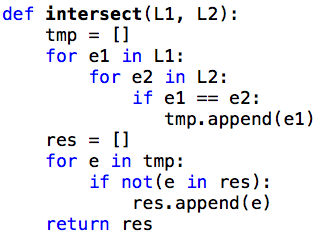 def intersect(L1, L2):
    tmp = []
    for e1 in L1:
        for e2 in L2:
            if e1 == e2:
                tmp.append(e1)
    res = []
    for e in tmp:
        if not(e in res):
            res.append(e)
    return res